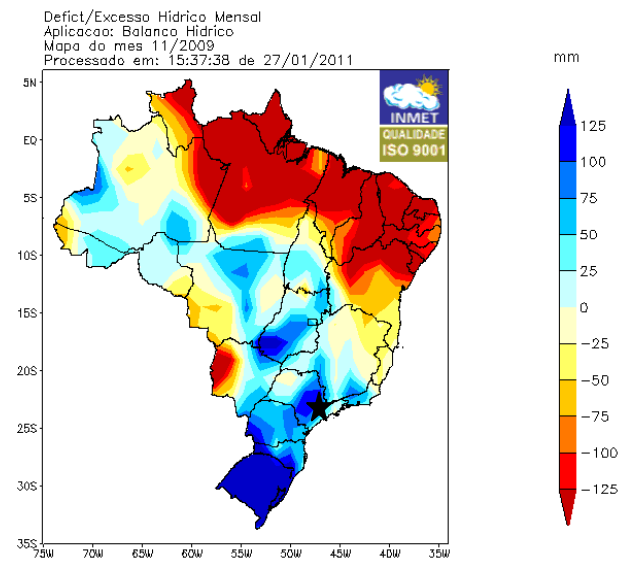 Defict/Excesso Hidrico Mensal
Aplicacao: Balanco Hidrico
Mapa do mes 11/2009
Processado em: 15:37:38 de 27/01/2011
mm
INMET
QUALIDADE
ISO 9001
5N
EQ
5S
10S
15S
20S
25S
30S
35S
75W 70W 65W 60W 55W 50W 45W 40W 35W
125
100
75
50
25
0
−25
−50
−75
−100
−125